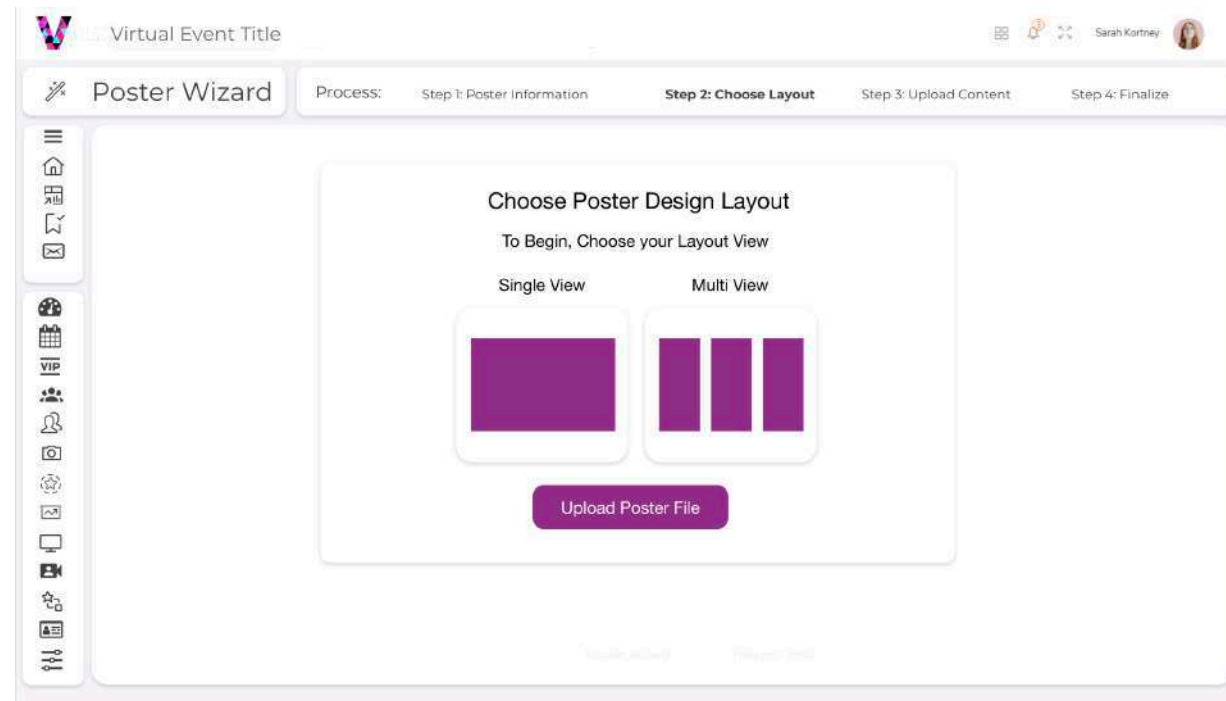 Virtual Event Title
Sarah Kortney
Poster Wizard
Process:
Step 1: Poster Information
Step 2: Choose Layout
Step 3: Upload Content
Step 4: Finalize
Choose Poster Design Layout
To Begin, Choose your Layout View
Single View
Multi View
VIP
Upload Poster File